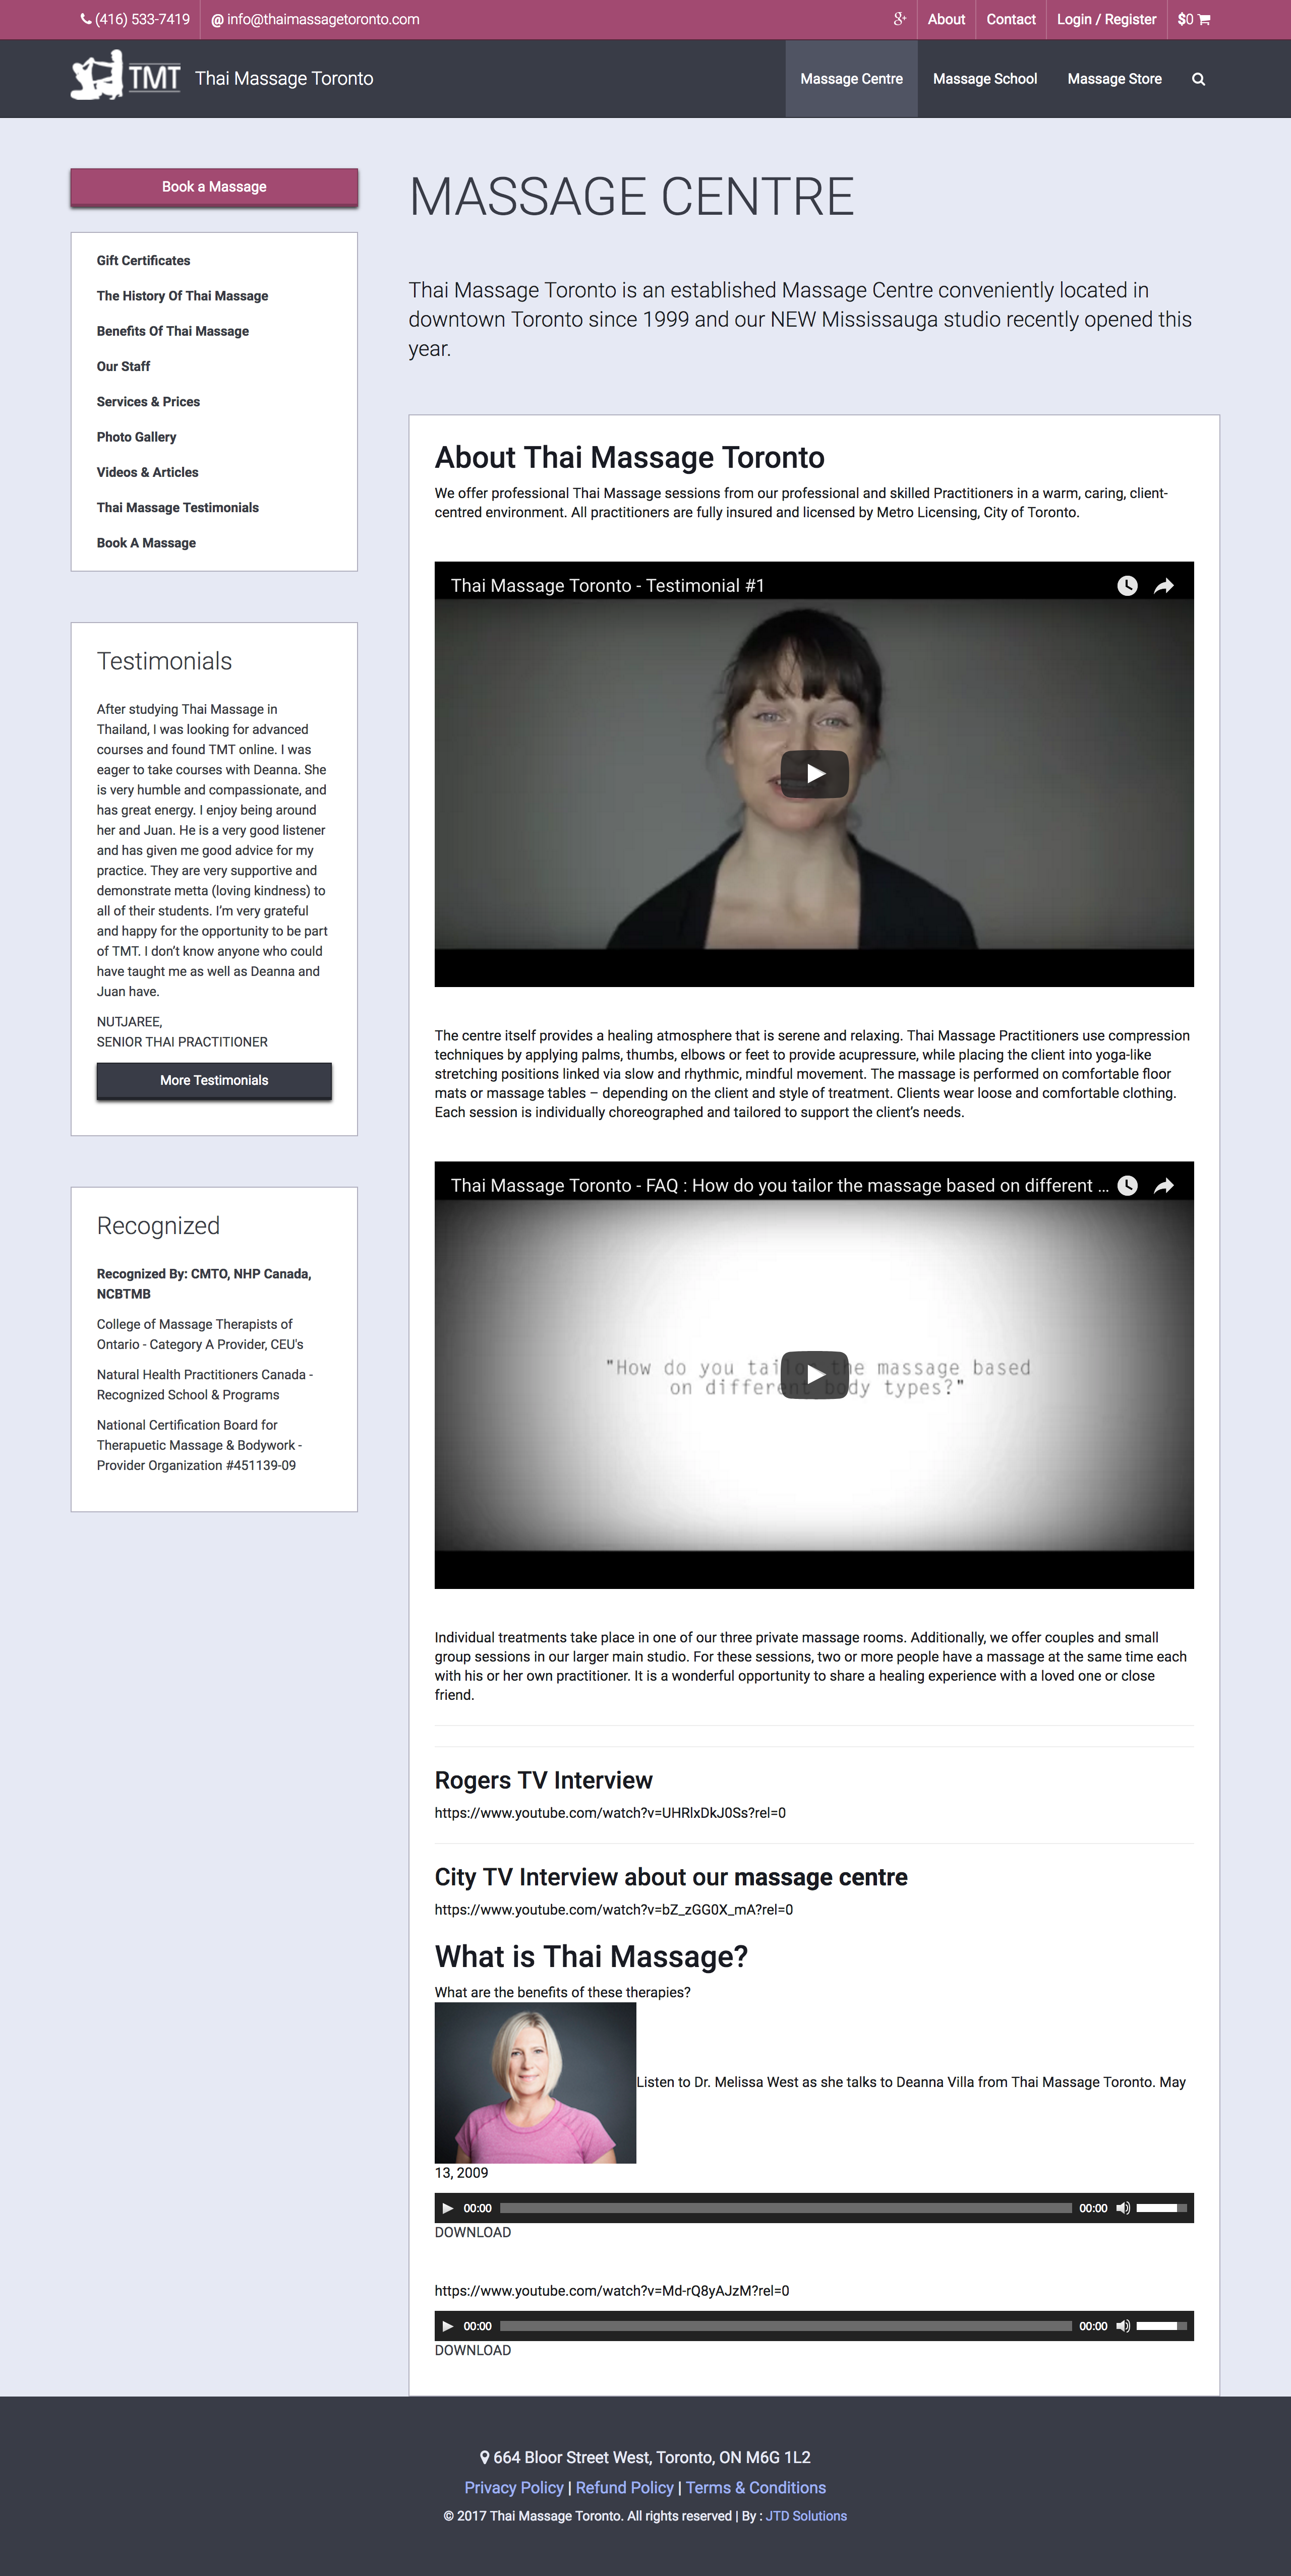 (416) 533-7419
@ info@thaimassagetoronto.com
About
Contact
Login / Register
$0
TMT
Thai Massage Toronto
Massage Centre
Massage School
Massage Store
Book a Massage
Gift Certificates
The History Of Thai Massage
Benefits Of Thai Massage
Our Staff
Services & Prices
Photo Gallery
Videos & Articles
Thai Massage Testimonials
Book A Massage
Testimonials
After studying Thai Massage in
Thailand, I was looking for advanced
courses and found TMT online. I was
eager to take courses with Deanna. She
is very humble and compassionate, and
has great energy. I enjoy being around
her and Juan. He is a very good listener
and has given me good advice for my
practice. They are very supportive and
demonstrate metta (loving kindness) to
all of their students. I'm very grateful
and happy for the opportunity to be part
of TMT. I don't know anyone who could
have taught me as well as Deanna and
Juan have.
NUTJAREE,
SENIOR THAI PRACTITIONER
More Testimonials
Recognized
Recognized By: CMTO, NHP Canada,
NCBTMB
College of Massage Therapists of
Ontario - Category A Provider, CEU's
Natural Health Practitioners Canada -
Recognized School & Programs
National Certification Board for
Therapuetic Massage & Bodywork -
Provider Organization #451139-09
MASSAGE CENTRE
Thai Massage Toronto is an established Massage Centre conveniently located in
downtown Toronto since 1999 and our NEW Mississauga studio recently opened this
year.
About Thai Massage Toronto
We offer professional Thai Massage sessions from our professional and skilled Practitioners in a warm, caring, client-
centred environment. All practitioners are fully insured and licensed by Metro Licensing, City of Toronto.
Thai Massage Toronto - Testimonial #1
The centre itself provides a healing atmosphere that is serene and relaxing. Thai Massage Practitioners use compression
techniques by applying palms, thumbs, elbows or feet to provide acupressure, while placing the client into yoga-like
stretching positions linked via slow and rhythmic, mindful movement. The massage is performed on comfortable floor
mats or massage tables – depending on the client and style of treatment. Clients wear loose and comfortable clothing.
Each session is individually choreographed and tailored to support the client's needs.
Thai Massage Toronto - FAQ : How do you tailor the massage based on different ...
"How do you tailor the massage based
on different body types?"
Individual treatments take place in one of our three private massage rooms. Additionally, we offer couples and small
group sessions in our larger main studio. For these sessions, two or more people have a massage at the same time each
with his or her own practitioner. It is a wonderful opportunity to share a healing experience with a loved one or close
friend.
Rogers TV Interview
https://www.youtube.com/watch?v=UHRlxDkJ0Ss?rel=0
City TV Interview about our massage centre
https://www.youtube.com/watch?v=bZ_zGG0X_mA?rel=0
What is Thai Massage?
What are the benefits of these therapies?
Listen to Dr. Melissa West as she talks to Deanna Villa from Thai Massage Toronto. May
13, 2009
00:00 00:00
DOWNLOAD
https://www.youtube.com/watch?v=Md-rQ8yAJzM?rel=0
00:00 00:00
DOWNLOAD
664 Bloor Street West, Toronto, ON M6G 1L2
Privacy Policy | Refund Policy | Terms & Conditions
© 2017 Thai Massage Toronto. All rights reserved | By : JTD Solutions